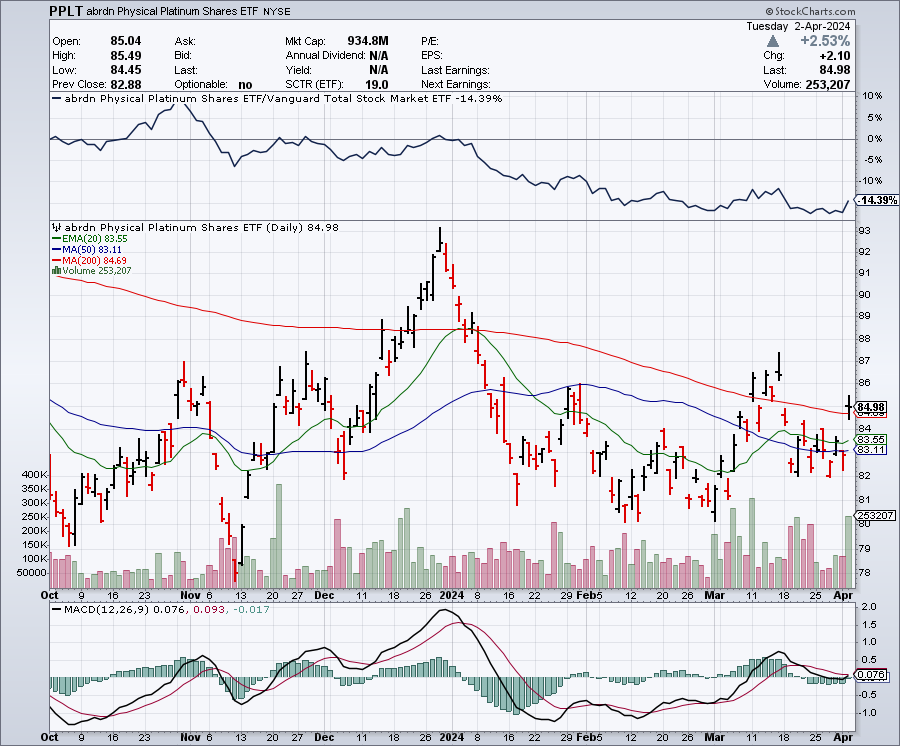 PPLT abrdn Physical Platinum Shares ETF NYSE © StockCharts.com
Tuesday 2-Apr-2024
Open: 85.04 Ask: Mkt Cap: 934.8M P/E: +2.53%
High: 85.49 Bid: Annual Dividend: N/A EPS: Chg: +2.10
Low: 84.45 Last: Yield: N/A Last Earnings: Last: 84.98
Prev Close: 82.88 Optionable: no SCTR (ETF): 19.0 Next Earnings: Volume: 253,207
abrdn Physical Platinum Shares ETF/Vanguard Total Stock Market ETF -14.39%
10%
5%
0%
-5%
-10%
-14.39%
abrdn Physical Platinum Shares ETF (Daily) 84.98
EMA(20) 83.55
MA(50) 83.11
MA(200) 84.69
Volume 253,207
93
92
91
90
89
88
87
86
84.98
84
83.55
83.11
82
81
253207
80
79
78
400K
350K
300K
250K
200K
150K
100K
50000
Oct 9 16 23 Nov 6 13 20 27 Dec 11 18 26 2024 8 16 22 29 Feb5 12 20 26 Mar 11 18 25 Apr
MACD(12,26,9) 0.076, 0.093, -0.017
2.0
1.5
1.0
0.5
0.076
-0.5
-1.0
Oct 9 16 23 Nov 6 13 20 27 Dec 11 18 26 2024 8 16 22 29 Feb5 12 20 26 Mar 11 18 25 Apr